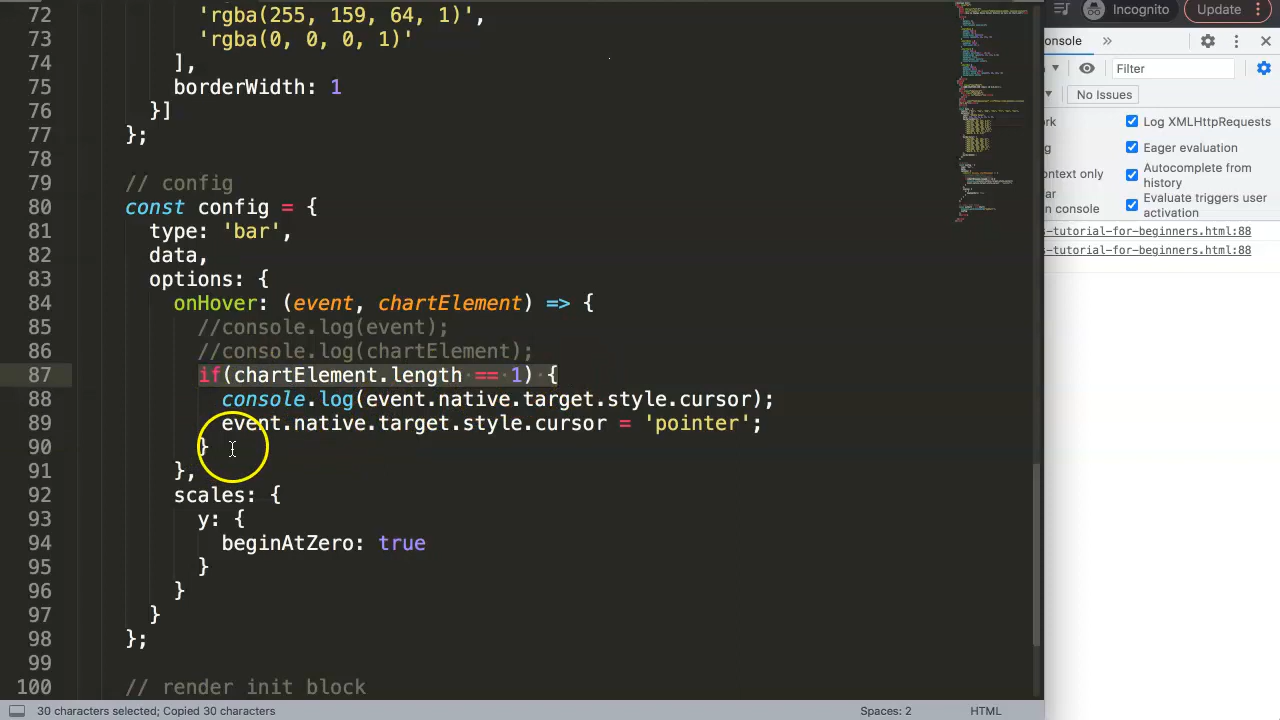 72 'rgba(255, 159, 64, 1)',
73 'rgba(0, 0, 0, 1)'
74 ],
75 borderWidth: 1
76 }]
77 };
78
79 // config
80 const config = {
81 type: 'bar',
82 data,
83 options: {
84 onHover: (event, chartElement) => {
85 //console.log(event);
86 //console.log(chartElement);
87 if(chartElement.length == 1) {
88 console.log(event.native.target.style.cursor);
89 event.native.target.style.cursor = 'pointer';
90 }
91 },
92 scales: {
93 y: {
94 beginAtZero: true
95 }
96 }
97 }
98 };
99
100 // render init block
30 characters selected; Copied 30 characters
Spaces: 2
HTML
Incognito
Update
onsole
»
Filter
No Issues
rk
Log XMLHttpRequests
ng
Eager evaluation
ontext only
Autocomplete from history
ar
n console
Evaluate triggers user activation
s-tutorial-for-beginners.html:88
s-tutorial-for-beginners.html:88